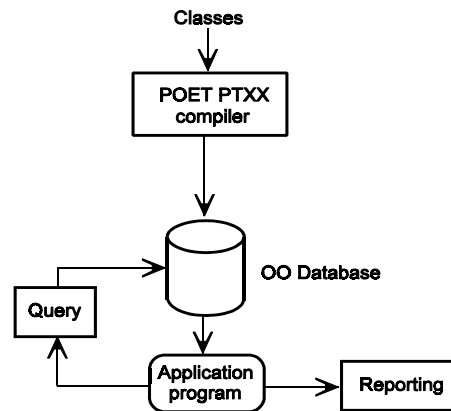 Classes
POET PTXX
compiler
OO Database
Query
Application
program
Reporting